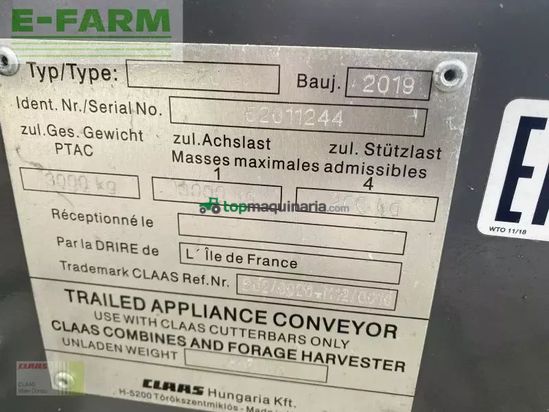 E-FARM
Typ/Type:
Bauj. 2019
Ident. Nr./Serial No. 52011244
zul.Ges. Gewicht zul.Achslast zul. Stützlast
PTAC Masses maximales admissibles
1 4
3000 kg
topmaquinaria.com
Réceptionné le
Par la DRIRE de L´Île de France
Trademark CLAAS Ref.Nr.
TRAILED APPLIANCE CONVEYOR
USE WITH CLAAS CUTTERBARS ONLY
CLAAS COMBINES AND FORAGE HARVESTER
UNLADEN WEIGHT
CLAAS Hungaria Kft.
H-5200 Törökszentmiklós
WTO 11/18
CLAAS